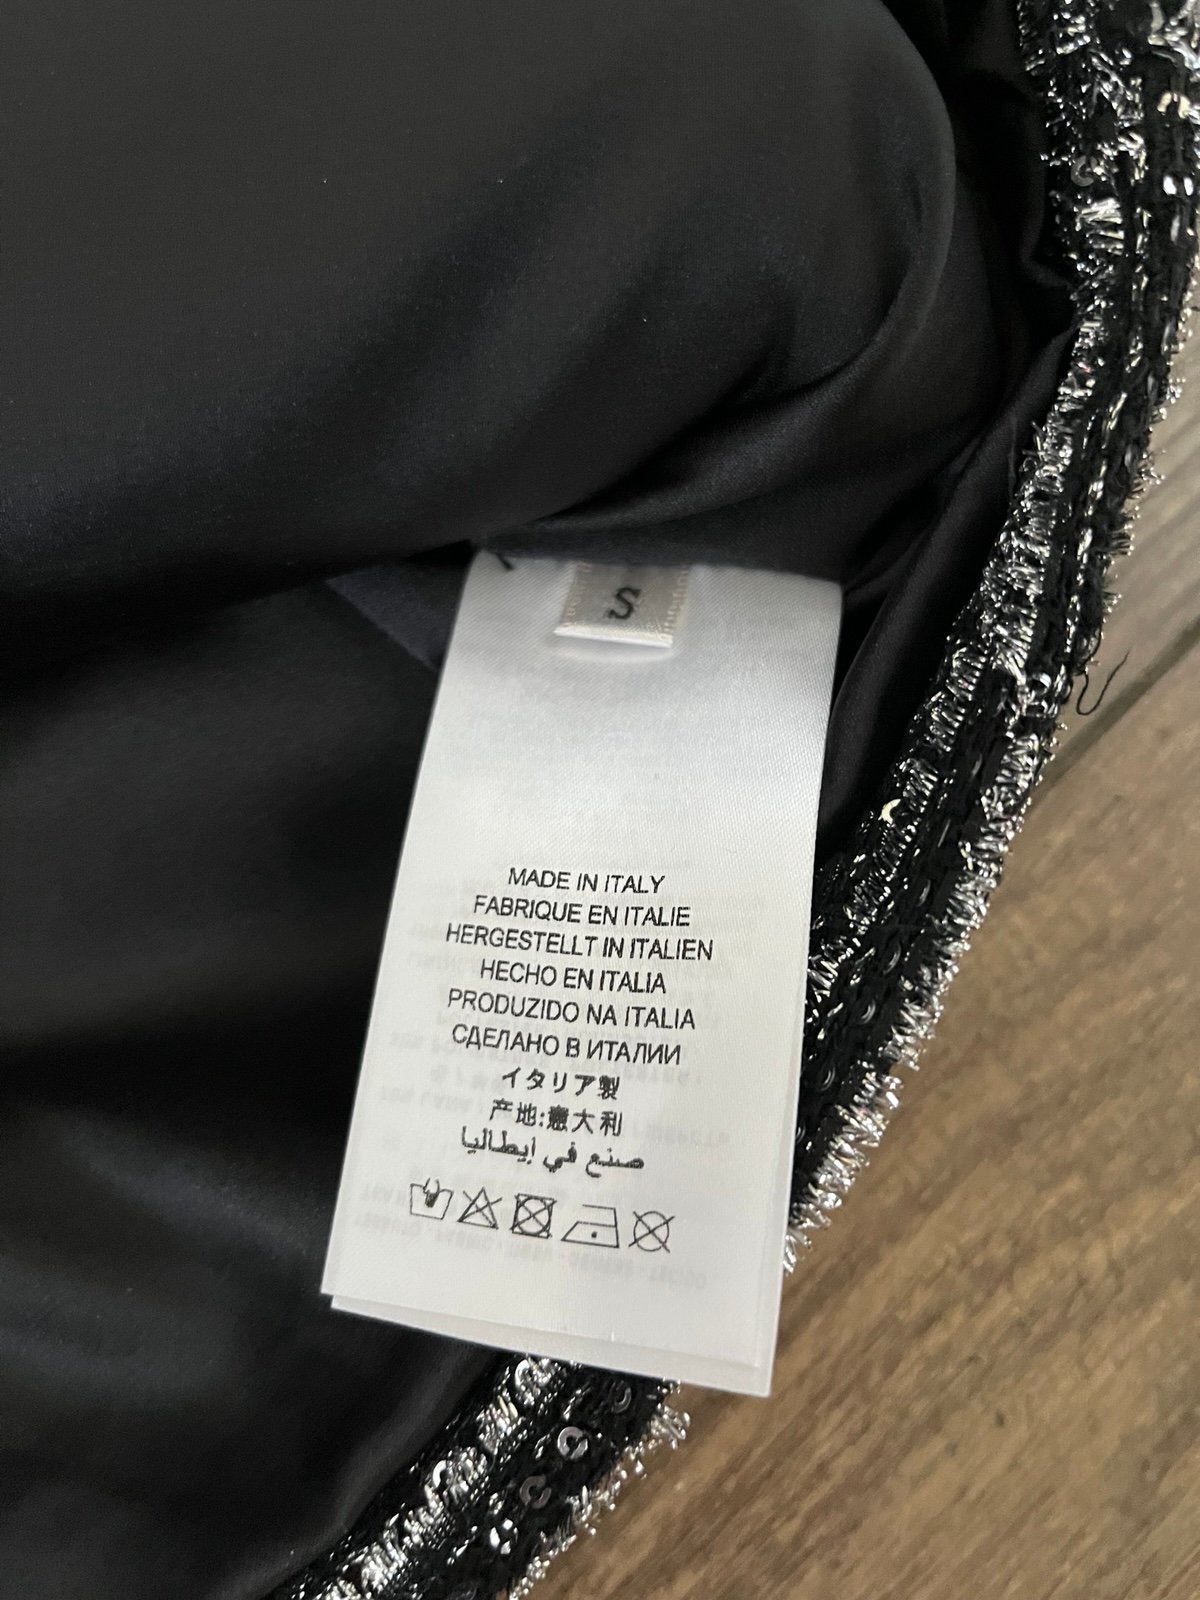 S
MADE IN ITALY
FABRIQUE EN ITALIE
HERGESTELLT IN ITALIEN
HECHO EN ITALIA
PRODUZIDO NA ITALIA
СДЕЛАНО В ИТАЛИИ
イタリア製
产地:意大利
صنع في إيطاليا